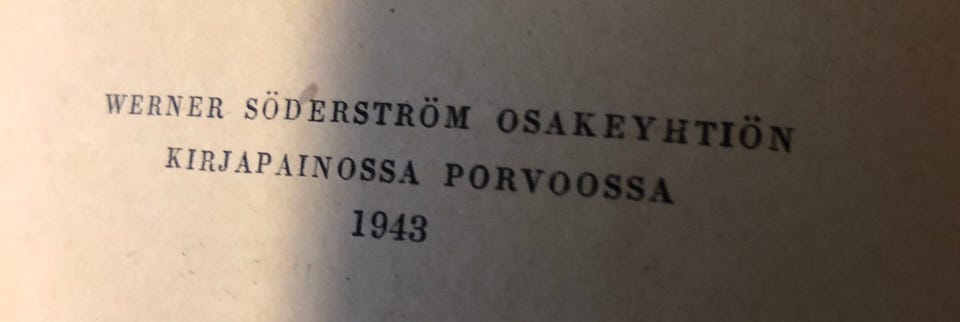 WERNER SÖDERSTRÖM OSAKEYHTIÖN
KIRJAPAINOSSA PORVOOSSA
1943